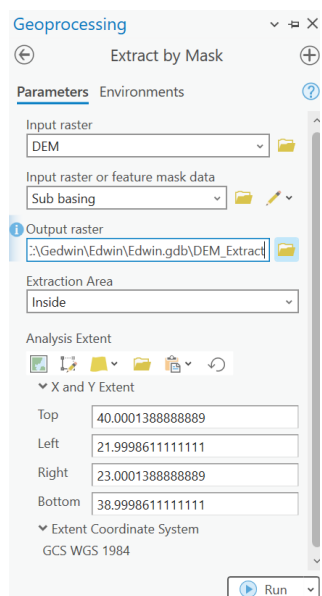 Geoprocessing
Extract by Mask
Parameters Environments
Input raster
DEM
Input raster or feature mask data
Sub basing
Output raster
:\Gedwin\Edwin\Edwin.gdb\DEM_Extract
Extraction Area
Inside
Analysis Extent
X and Y Extent
Top 40.0001388888889
Left 21.9998611111111
Right 23.0001388888889
Bottom 38.9998611111111
Extent Coordinate System
GCS WGS 1984
Run